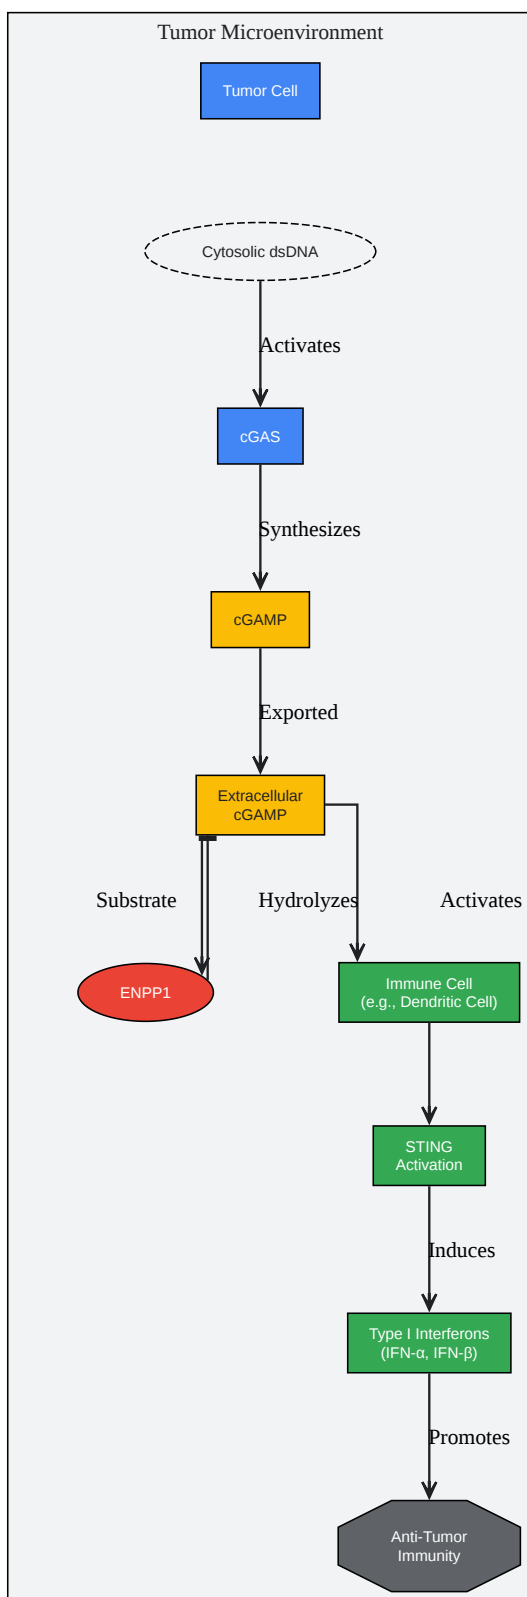 Tumor Microenvironment
Tumor Cell
Cytosolic dsDNA
Activates
cGAS
Synthesizes
cGAMP
Exported
Extracellular
cGAMP
Substrate
Hydrolyzes
Activates
ENPP1
Immune Cell
(e.g., Dendritic Cell)
STING
Activation
Induces
Type I Interferons
(IFN-α, IFN-β)
Promotes
Anti-Tumor
Immunity